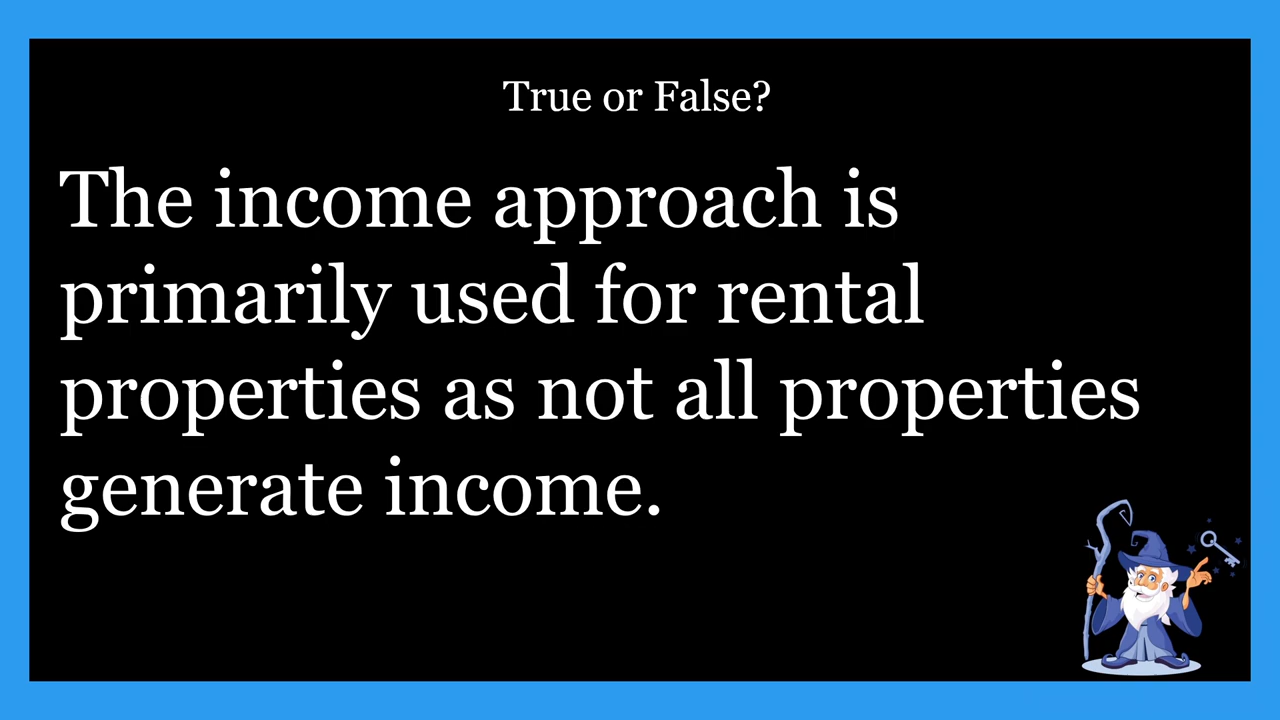 True or False?
The income approach is
primarily used for rental
properties as not all properties
generate income.